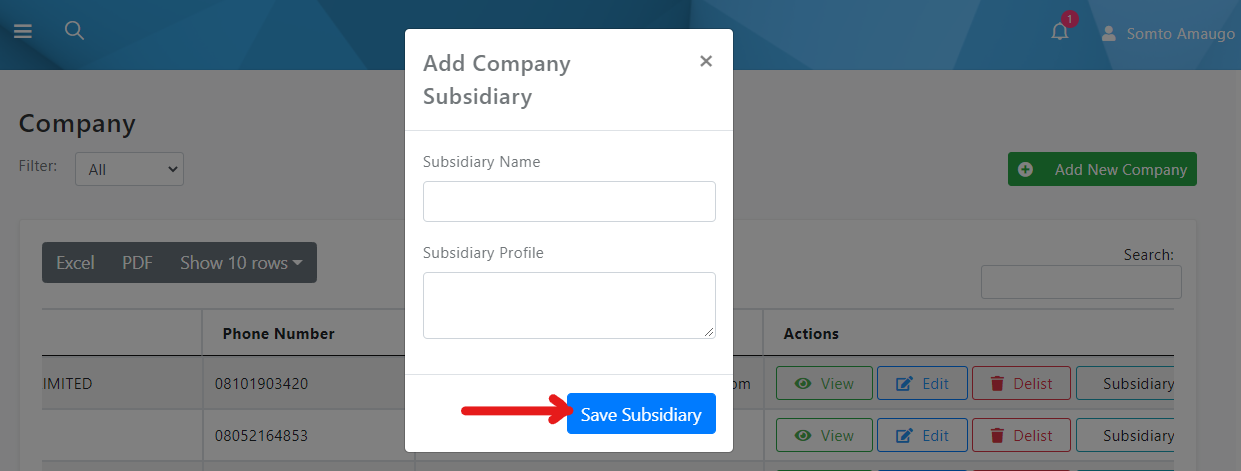 1
Somto Amaugo
Add Company
Subsidiary
×
Company
Filter:
All
Add New Company
Subsidiary Name
Subsidiary Profile
Excel PDF Show 10 rows
Search:
Phone Number
Actions
IMITED 08101903420 om View Edit Delist Subsidiary
08052164853 View Edit Delist Subsidiary
Save Subsidiary